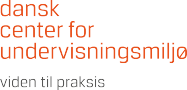 dansk
center for
undervisningsmiljø
viden til praksis